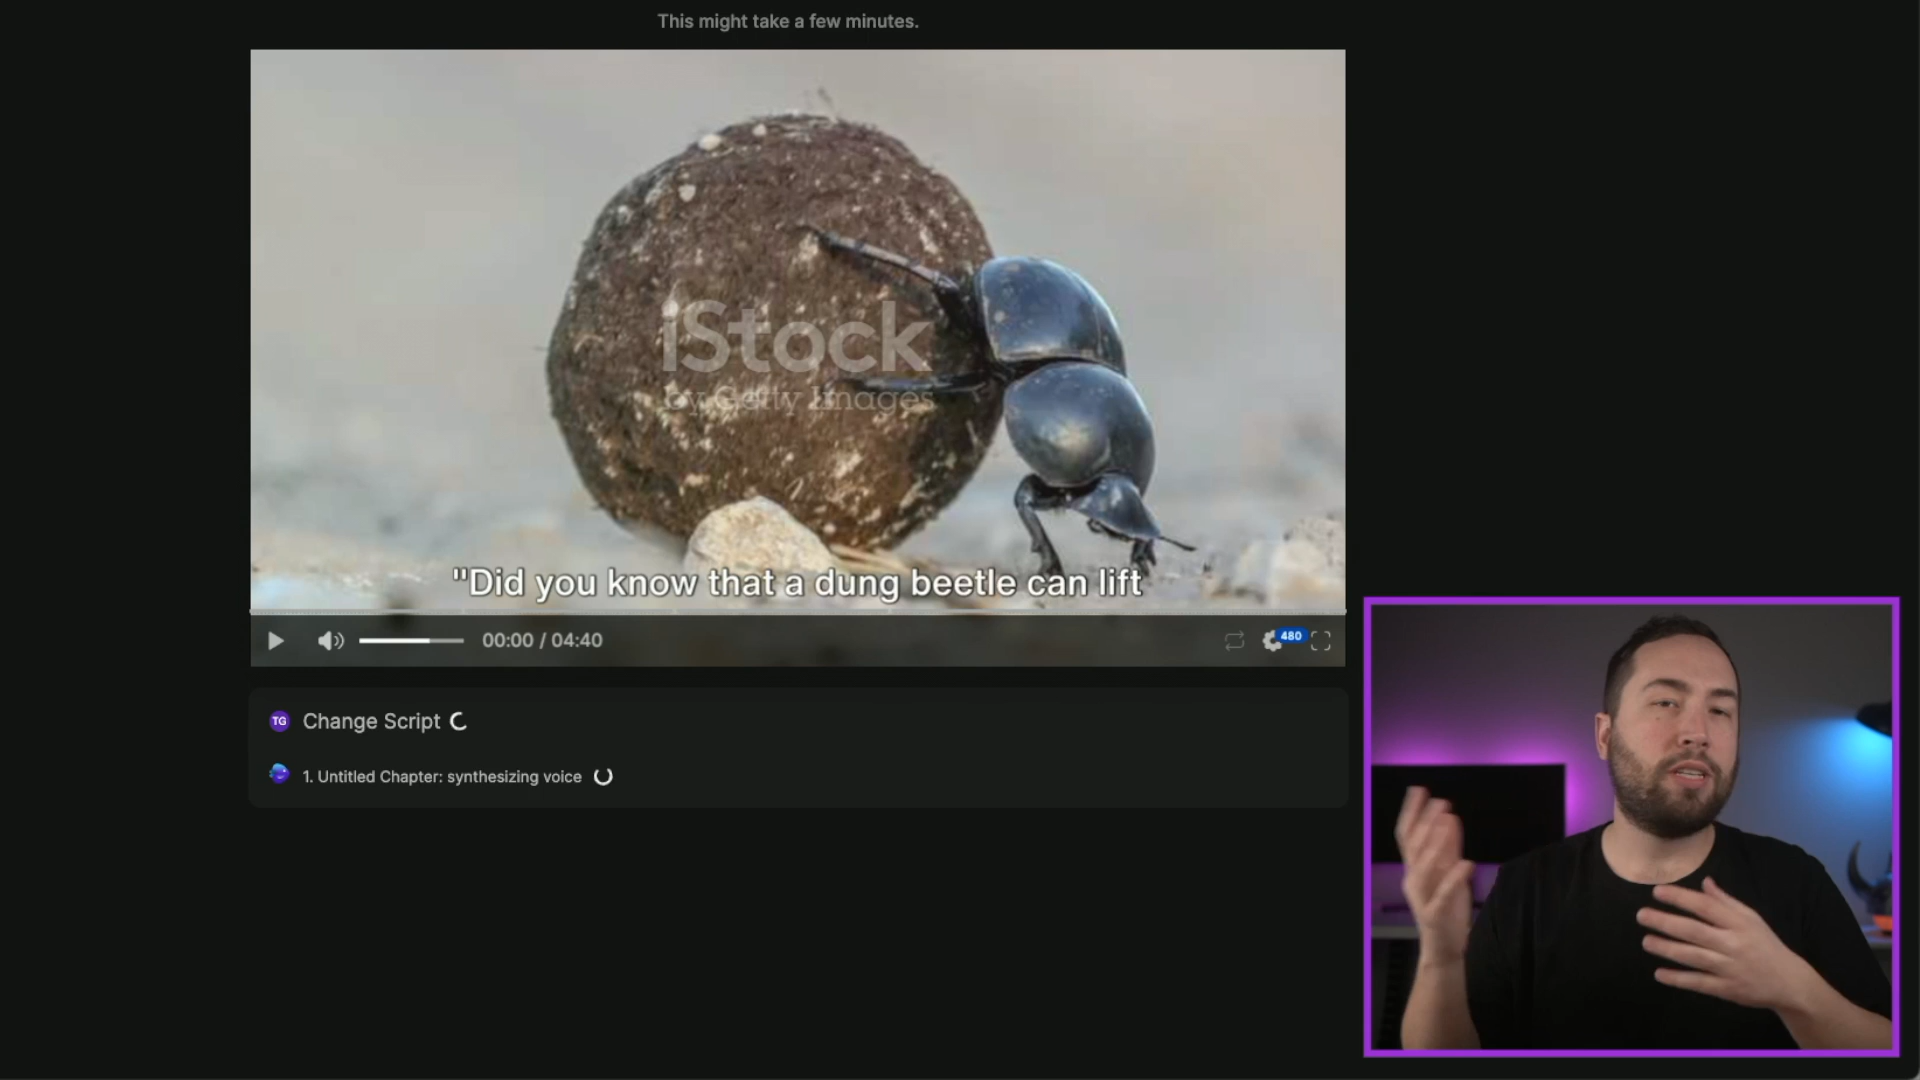 This might take a few minutes.
iStock
by Getty Images
"Did you know that a dung beetle can lift
00:00 / 04:40
480
TG Change Script
1. Untitled Chapter: synthesizing voice